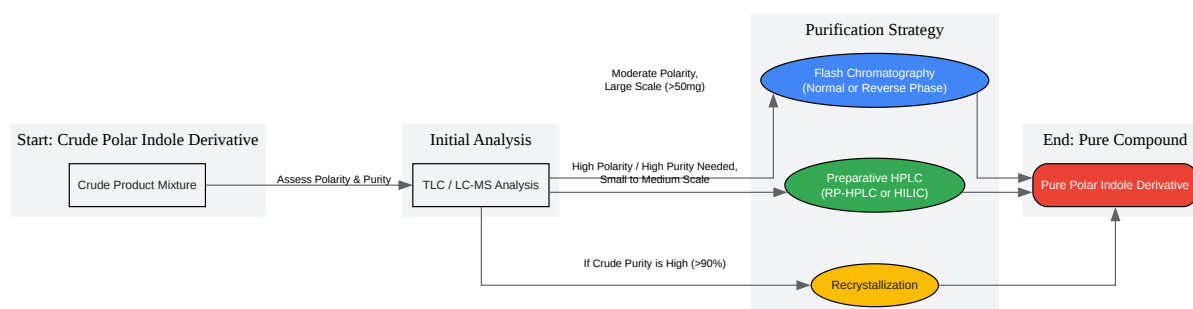 Start: Crude Polar Indole Derivative
Crude Product Mixture
Assess Polarity & Purity
Initial Analysis
TLC / LC-MS Analysis
Moderate Polarity,
Large Scale (>50mg)
High Polarity / High Purity Needed,
Small to Medium Scale
If Crude Purity is High (>90%)
Purification Strategy
Flash Chromatography
(Normal or Reverse Phase)
Preparative HPLC
(RP-HPLC or HILIC)
Recrystallization
End: Pure Compound
Pure Polar Indole Derivative